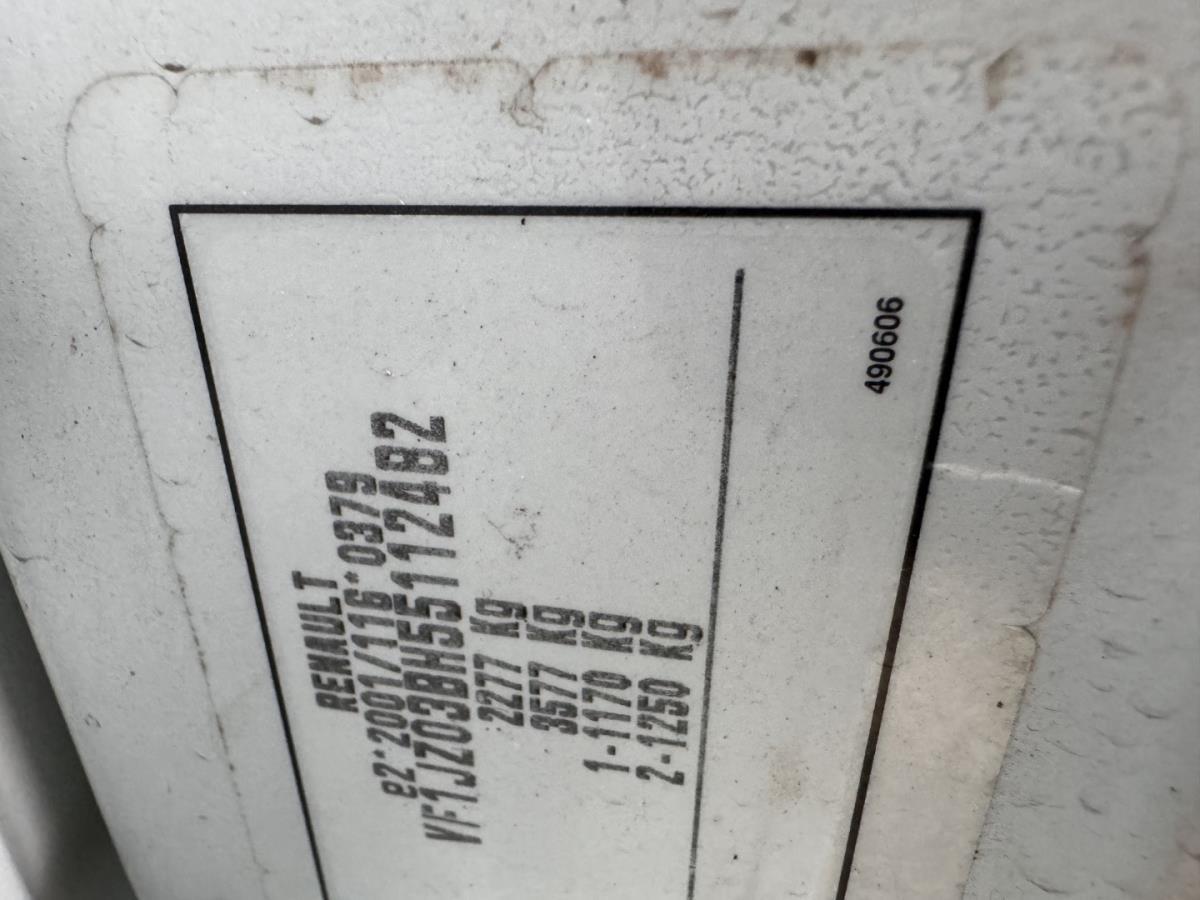 RENAULT
e2*2001/116*0379
VF1JZ03BH55112482
2277 Kg
3577 Kg
1-1170 Kg
2-1250 Kg
490606